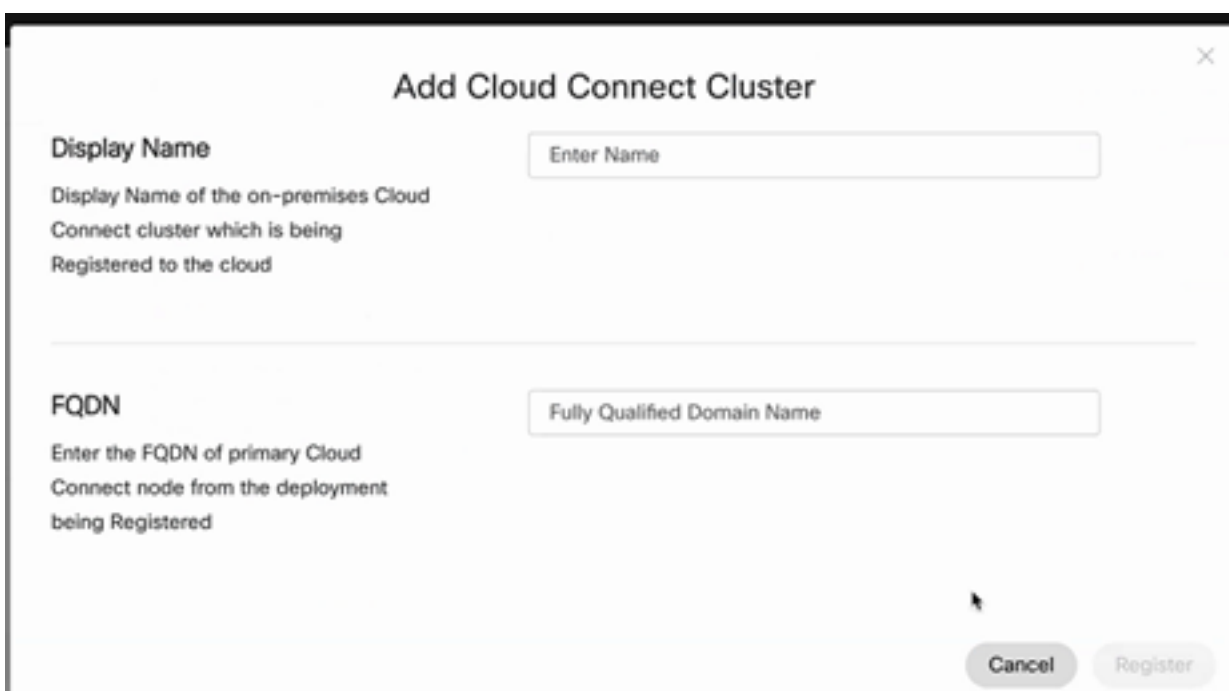 Add Cloud Connect Cluster
Display Name
Enter Name
Display Name of the on-premises Cloud
Connect cluster which is being
Registered to the cloud
FQDN
Fully Qualified Domain Name
Enter the FQDN of primary Cloud
Connect node from the deployment
being Registered
Cancel
Register